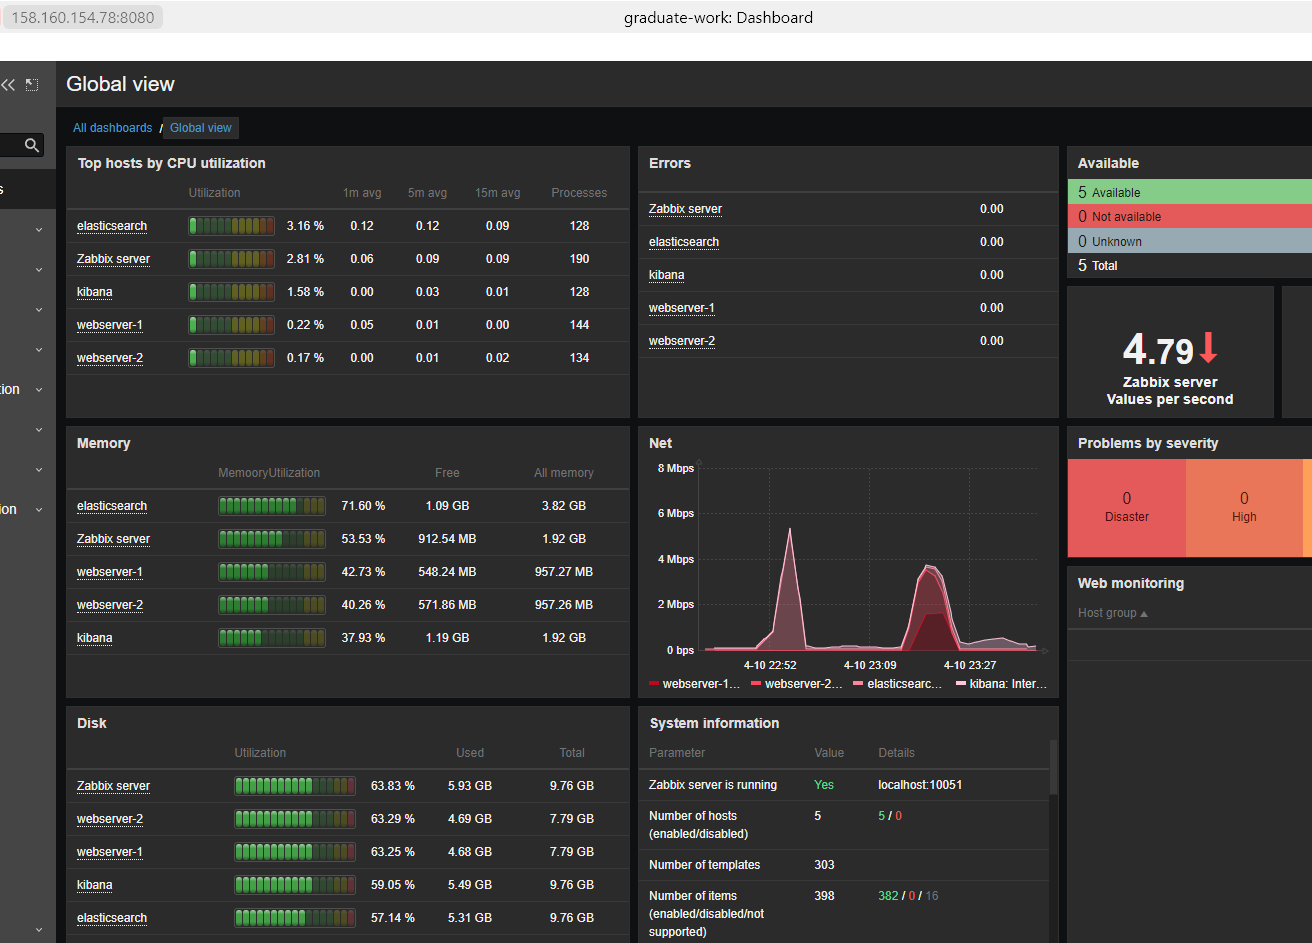 158.160.154.78:8080
graduate-work: Dashboard
Global view
All dashboards / Global view
s
tion
ion
Top hosts by CPU utilization
Utilization 1m avg 5m avg 15m avg Processes
elasticsearch 3.16 % 0.12 0.12 0.09 128
Zabbix server 2.81 % 0.06 0.09 0.09 190
kibana 1.58 % 0.00 0.03 0.01 128
webserver-1 0.22 % 0.05 0.01 0.00 144
webserver-2 0.17 % 0.00 0.01 0.02 134
Errors
Zabbix server 0.00
elasticsearch 0.00
kibana 0.00
webserver-1 0.00
webserver-2 0.00
Available
5 Available
0 Not available
0 Unknown
5 Total
4.79
Zabbix server
Values per second
Memory
MemooryUtilization Free All memory
elasticsearch 71.60 % 1.09 GB 3.82 GB
Zabbix server 53.53 % 912.54 MB 1.92 GB
webserver-1 42.73 % 548.24 MB 957.27 MB
webserver-2 40.26 % 571.86 MB 957.26 MB
kibana 37.93 % 1.19 GB 1.92 GB
Net
8 Mbps
6 Mbps
4 Mbps
2 Mbps
0 bps
4-10 22:52 4-10 23:09 4-10 23:27
webserver-1... webserver-2... elasticsearc... kibana: Inter...
Problems by severity
0 0
Disaster High
Web monitoring
Host group
Disk
Utilization Used Total
Zabbix server 63.83 % 5.93 GB 9.76 GB
webserver-2 63.29 % 4.69 GB 7.79 GB
webserver-1 63.25 % 4.68 GB 7.79 GB
kibana 59.05 % 5.49 GB 9.76 GB
elasticsearch 57.14 % 5.31 GB 9.76 GB
System information
Parameter Value Details
Zabbix server is running Yes localhost:10051
Number of hosts 5 5 / 0
(enabled/disabled)
Number of templates 303
Number of items 398 382 / 0 / 16
(enabled/disabled/not
supported)